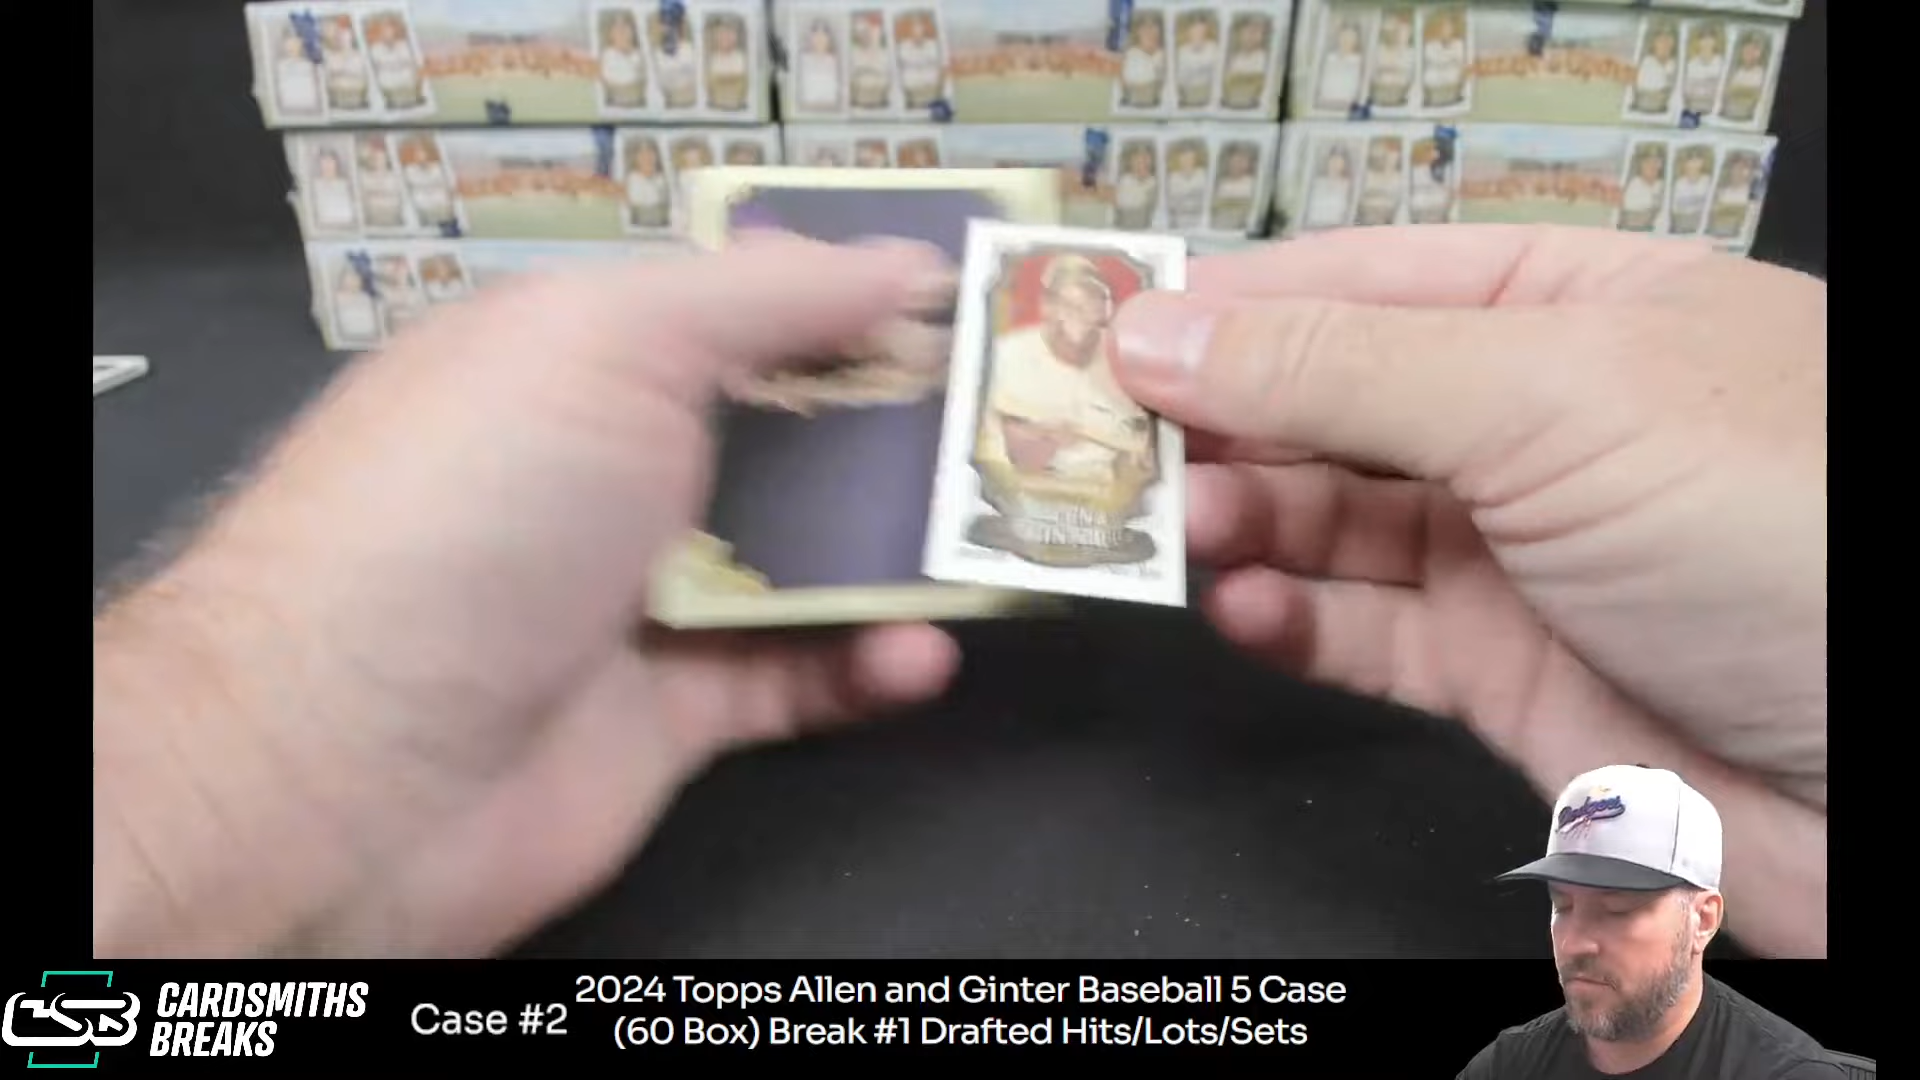 Dodgers
CARDSMITHS
BREAKS
Case #2
2024 Topps Allen and Ginter Baseball 5 Case
(60 Box) Break #1 Drafted Hits/Lots/Sets